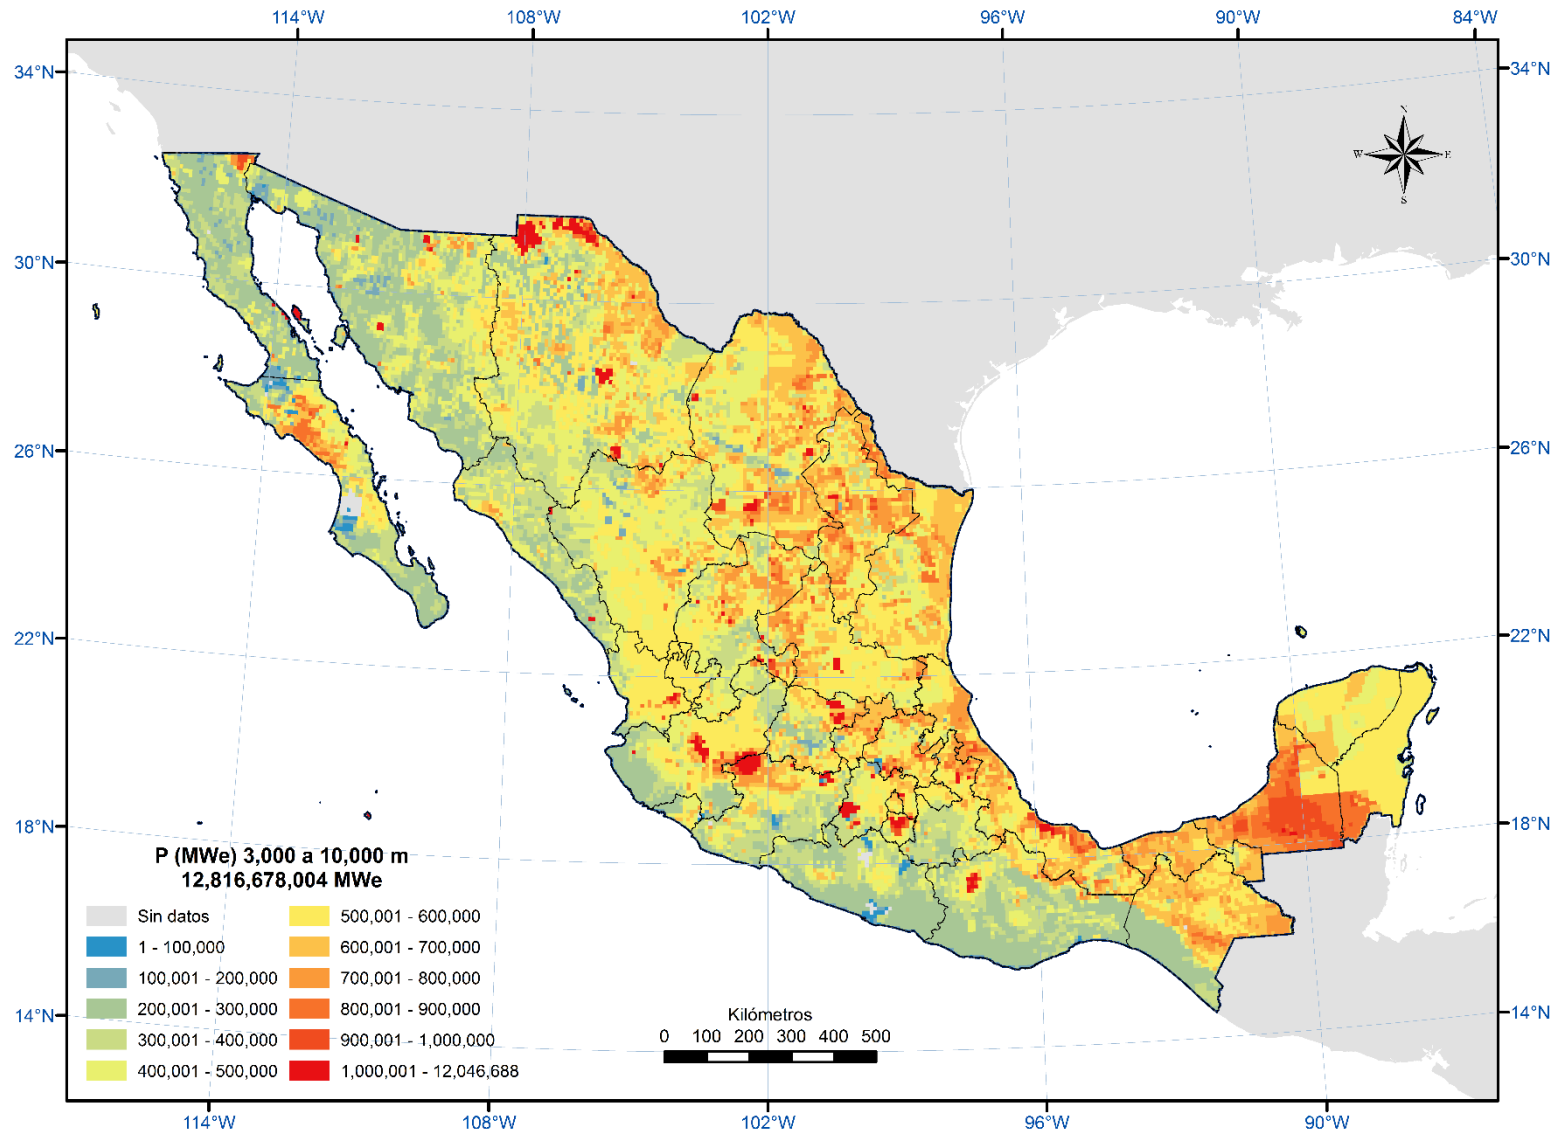 114°W 108°W 102°W 96°W 90°W 84°W
34°N 34°N
N
W E
S
30°N 30°N
26°N 26°N
22°N 22°N
18°N 18°N
P (MWe) 3,000 a 10,000 m
12,816,678,004 MWe
Sin datos 500,001 - 600,000
1 - 100,000 600,001 - 700,000
100,001 - 200,000 700,001 - 800,000
200,001 - 300,000 800,001 - 900,000
300,001 - 400,000 900,001 - 1,000,000
400,001 - 500,000 1,000,001 - 12,046,688
Kilómetros
0 100 200 300 400 500
14°N 14°N
114°W 108°W 102°W 96°W 90°W